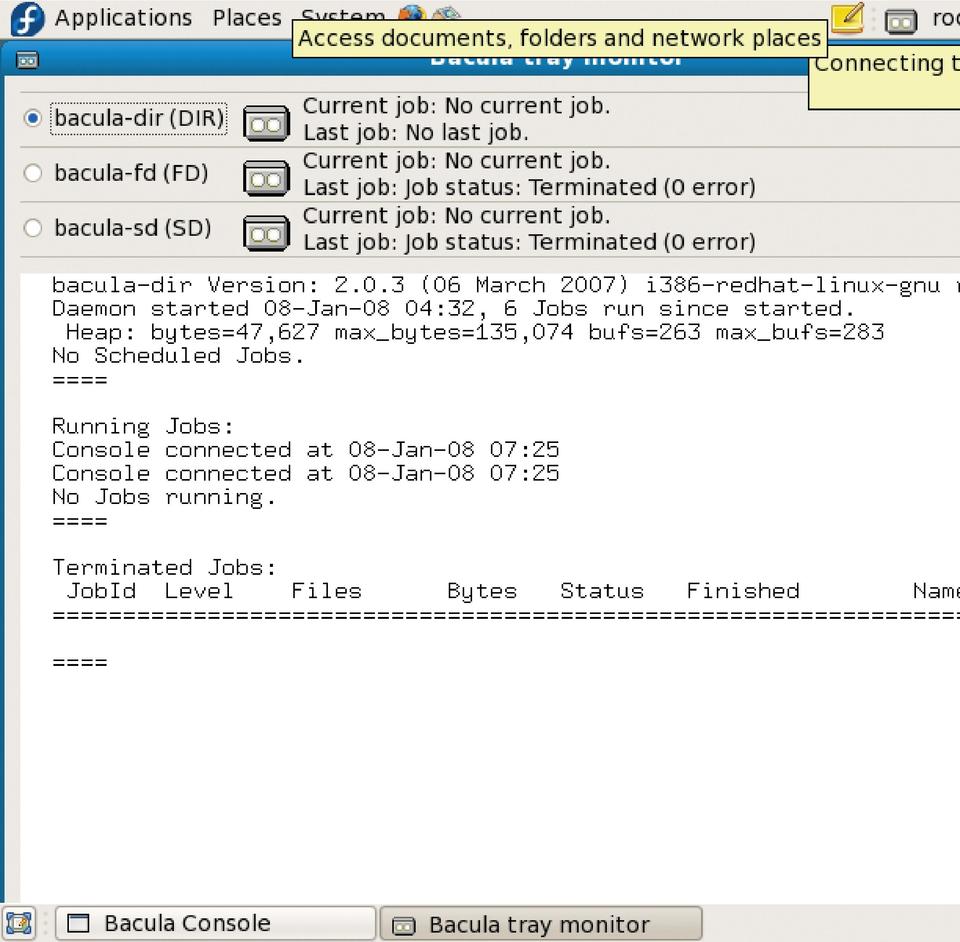 Applications Places System
Access documents, folders and network places
Bacula tray monitor
Connecting
bacula-dir (DIR)
Current job: No current job.
Last job: No last job.
bacula-fd (FD)
Current job: No current job.
Last job: Job status: Terminated (0 error)
bacula-sd (SD)
Current job: No current job.
Last job: Job status: Terminated (0 error)
bacula-dir Version: 2.0.3 (06 March 2007) i386-redhat-linux-gnu
Daemon started 08-Jan-08 04:32, 6 Jobs run since started.
Heap: bytes=47,627 max_bytes=135,074 bufs=263 max_bufs=283
No Scheduled Jobs.
====
Running Jobs:
Console connected at 08-Jan-08 07:25
Console connected at 08-Jan-08 07:25
No Jobs running.
====
Terminated Jobs:
JobId Level Files Bytes Status Finished Name
====================================================================
====
Bacula Console
Bacula tray monitor